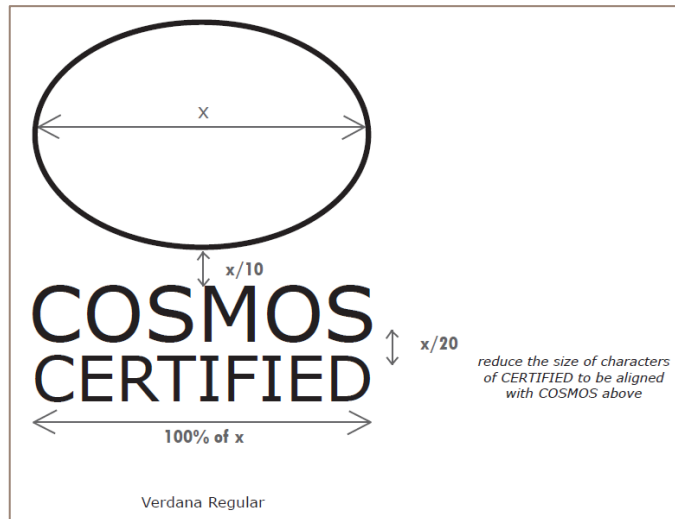 x
x/10
COSMOS
x/20
CERTIFIED
reduce the size of characters
of CERTIFIED to be aligned
with COSMOS above
100% of x
Verdana Regular